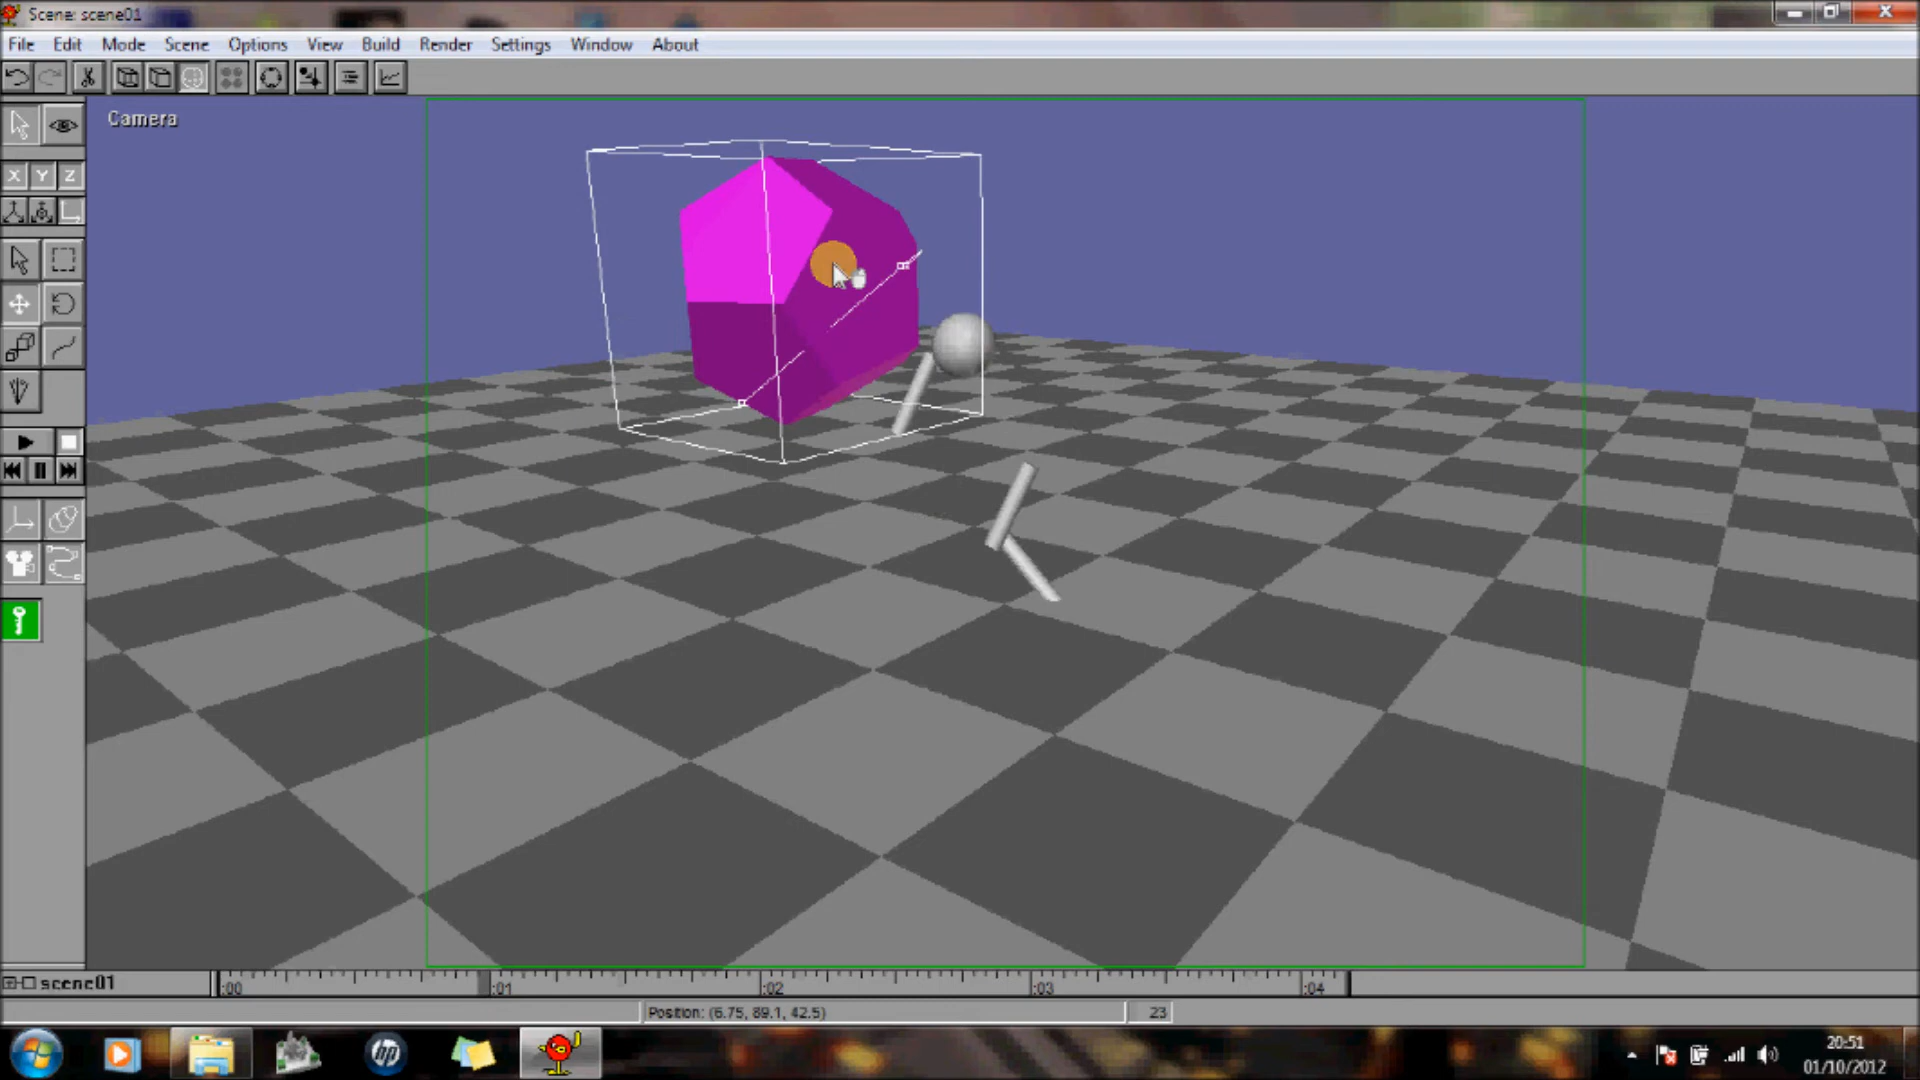 Scene: scene01
File Edit Mode Scene Options View Build Render Settings Window About
Camera
X Y Z
scene01
:00 :01 :02 :03 :04
Position: (6.75, 89.1, 42.5) 23
hp
20:51
01/10/2012